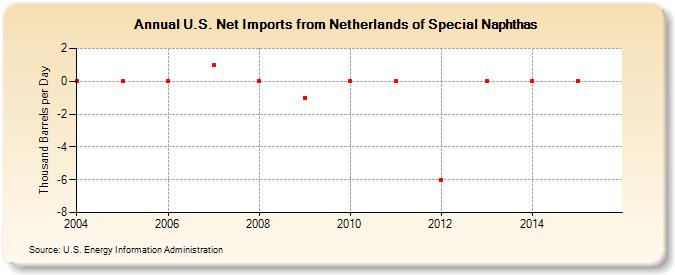 Annual U.S. Net Imports from Netherlands of Special Naphthas
Thousand Barrels per Day
2
0
-2
-4
-6
-8
2004 2006 2008 2010 2012 2014
Source: U.S. Energy Information Administration